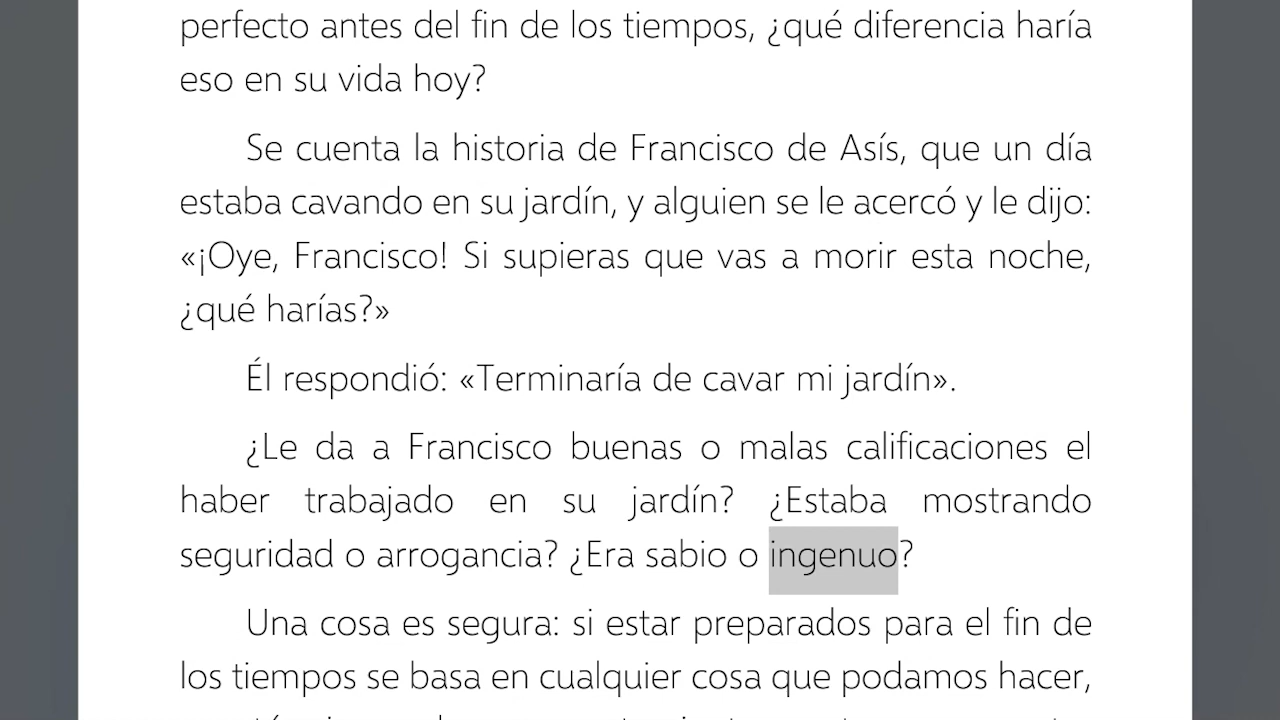 perfecto antes del fin de los tiempos, ¿qué diferencia haría
eso en su vida hoy?
Se cuenta la historia de Francisco de Asís, que un día
estaba cavando en su jardín, y alguien se le acercó y le dijo:
«¡Oye, Francisco! Si supieras que vas a morir esta noche,
¿qué harías?»
Él respondió: «Terminaría de cavar mi jardín».
¿Le da a Francisco buenas o malas calificaciones el
haber trabajado en su jardín? ¿Estaba mostrando
seguridad o arrogancia? ¿Era sabio o ingenuo?
Una cosa es segura: si estar preparados para el fin de
los tiempos se basa en cualquier cosa que podamos hacer,